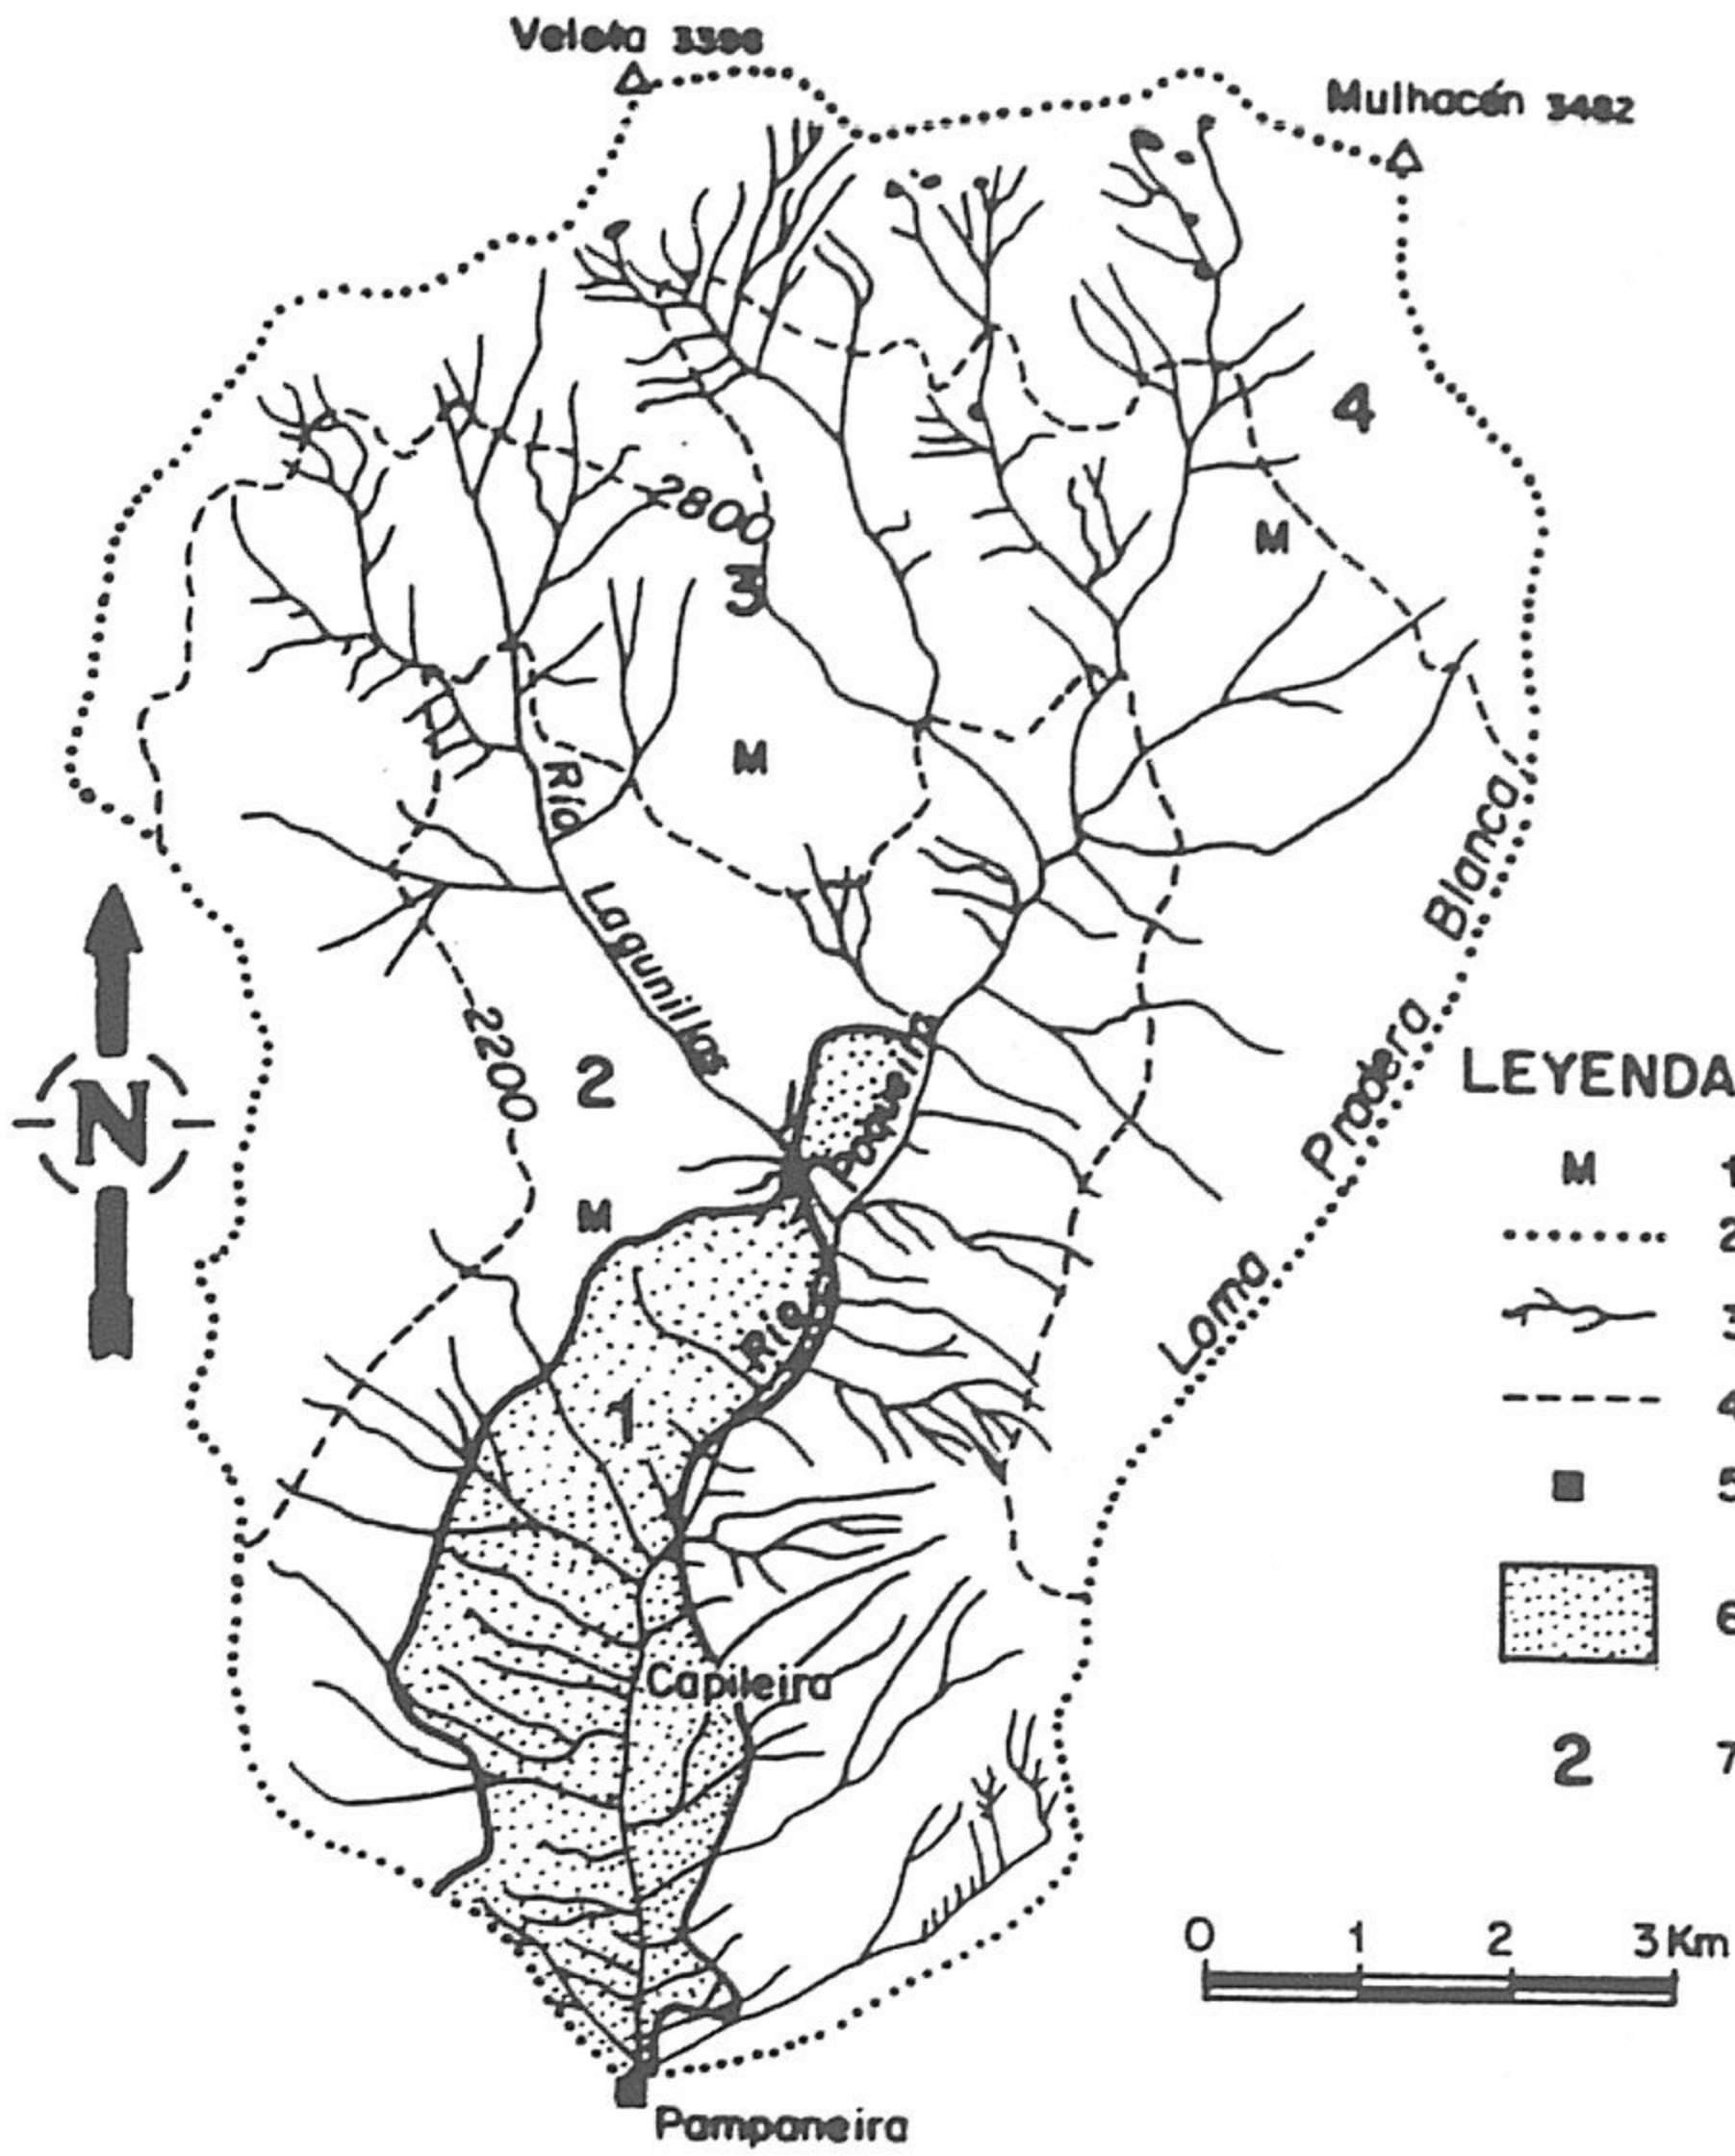 Veleta 3398
Mulhacén 3482
4
2800
M
3
M
Río
Lagunillas
Blanca
2200
2
Poqueira
Pradera
LEYENDA
N
M 1
M
2
Loma
Río
3
1
4
5
6
Capileira
2 7
0 1 2 3 Km
Pampaneira